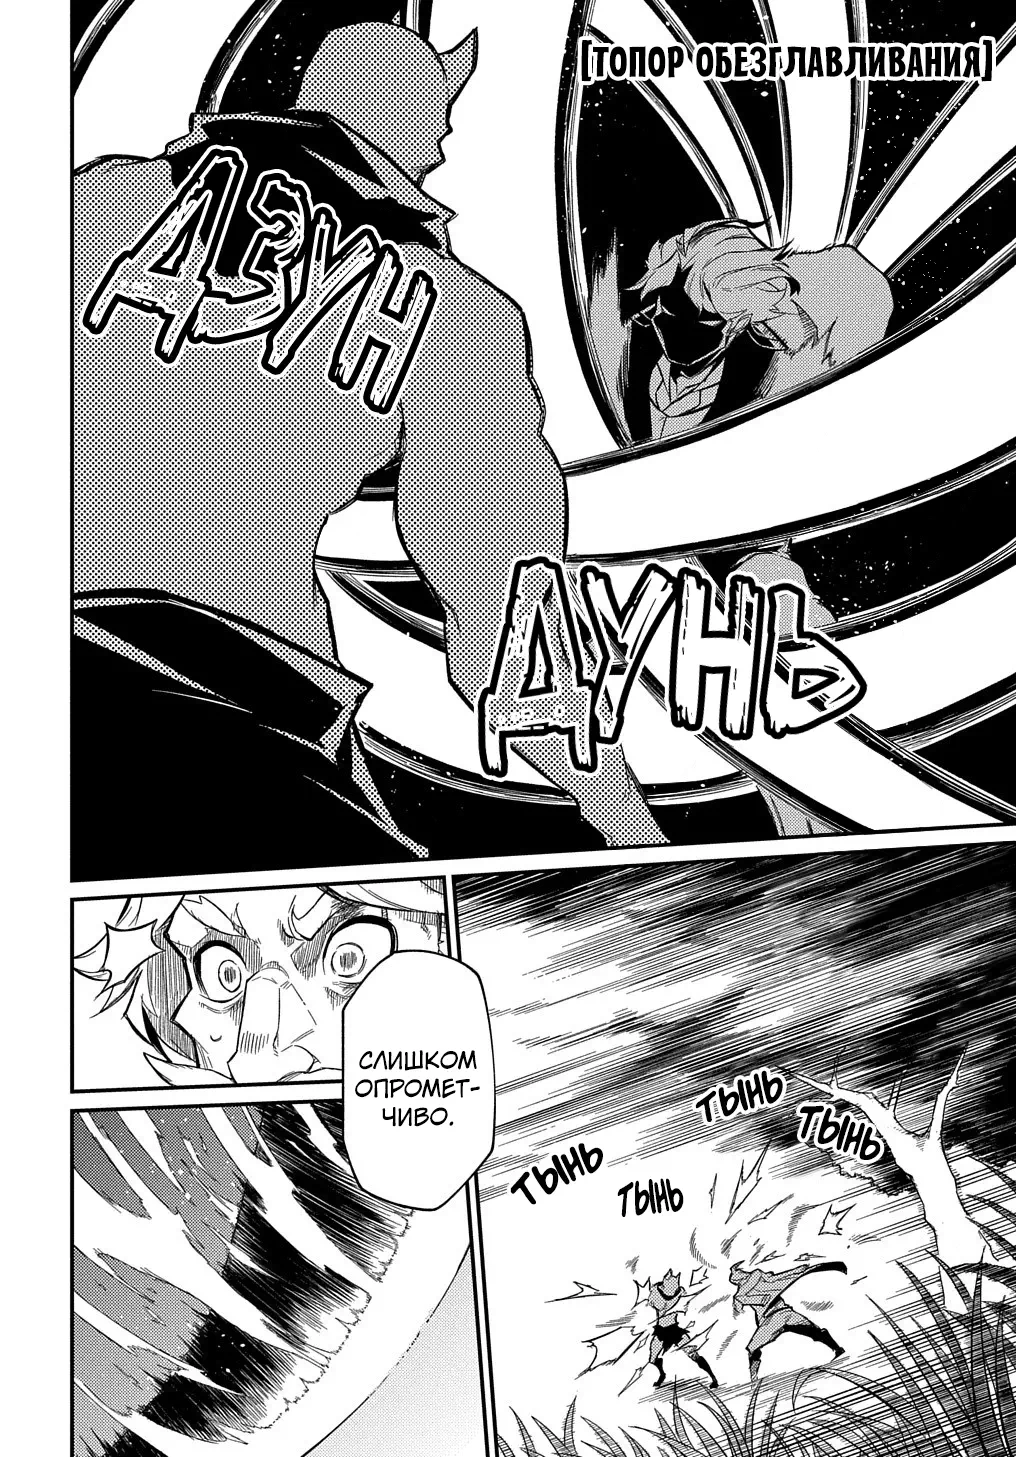 [ТОПОР ОБЕЗГЛАВЛИВАНИЯ]
ДЗУН
ДУНЬ
СЛИШКОМ
ОПРОМЕТ-
ЧИВО.
ТЫНЬ
ТЫНЬ
ТЫНЬ
ТЫНЬ